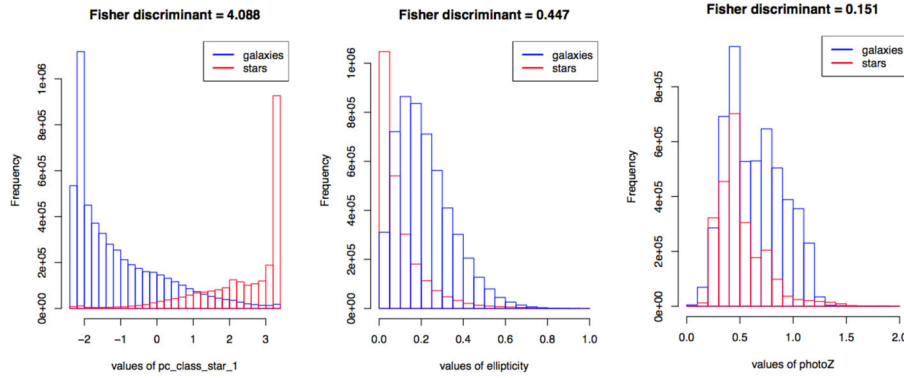 Fisher discriminant = 4.088
galaxies
stars
Frequency
0e+00 2e+05 4e+05 6e+05 8e+05 1e+06
−2 −1 0 1 2 3
values of pc_class_star_1
Fisher discriminant = 0.447
galaxies
stars
Frequency
0e+00 2e+05 4e+05 6e+05 8e+05 1e+06
0.0 0.2 0.4 0.6 0.8 1.0
values of ellipticity
Fisher discriminant = 0.151
galaxies
stars
Frequency
0e+00 2e+05 4e+05 6e+05 8e+05
0.0 0.5 1.0 1.5 2.0
values of photoZ